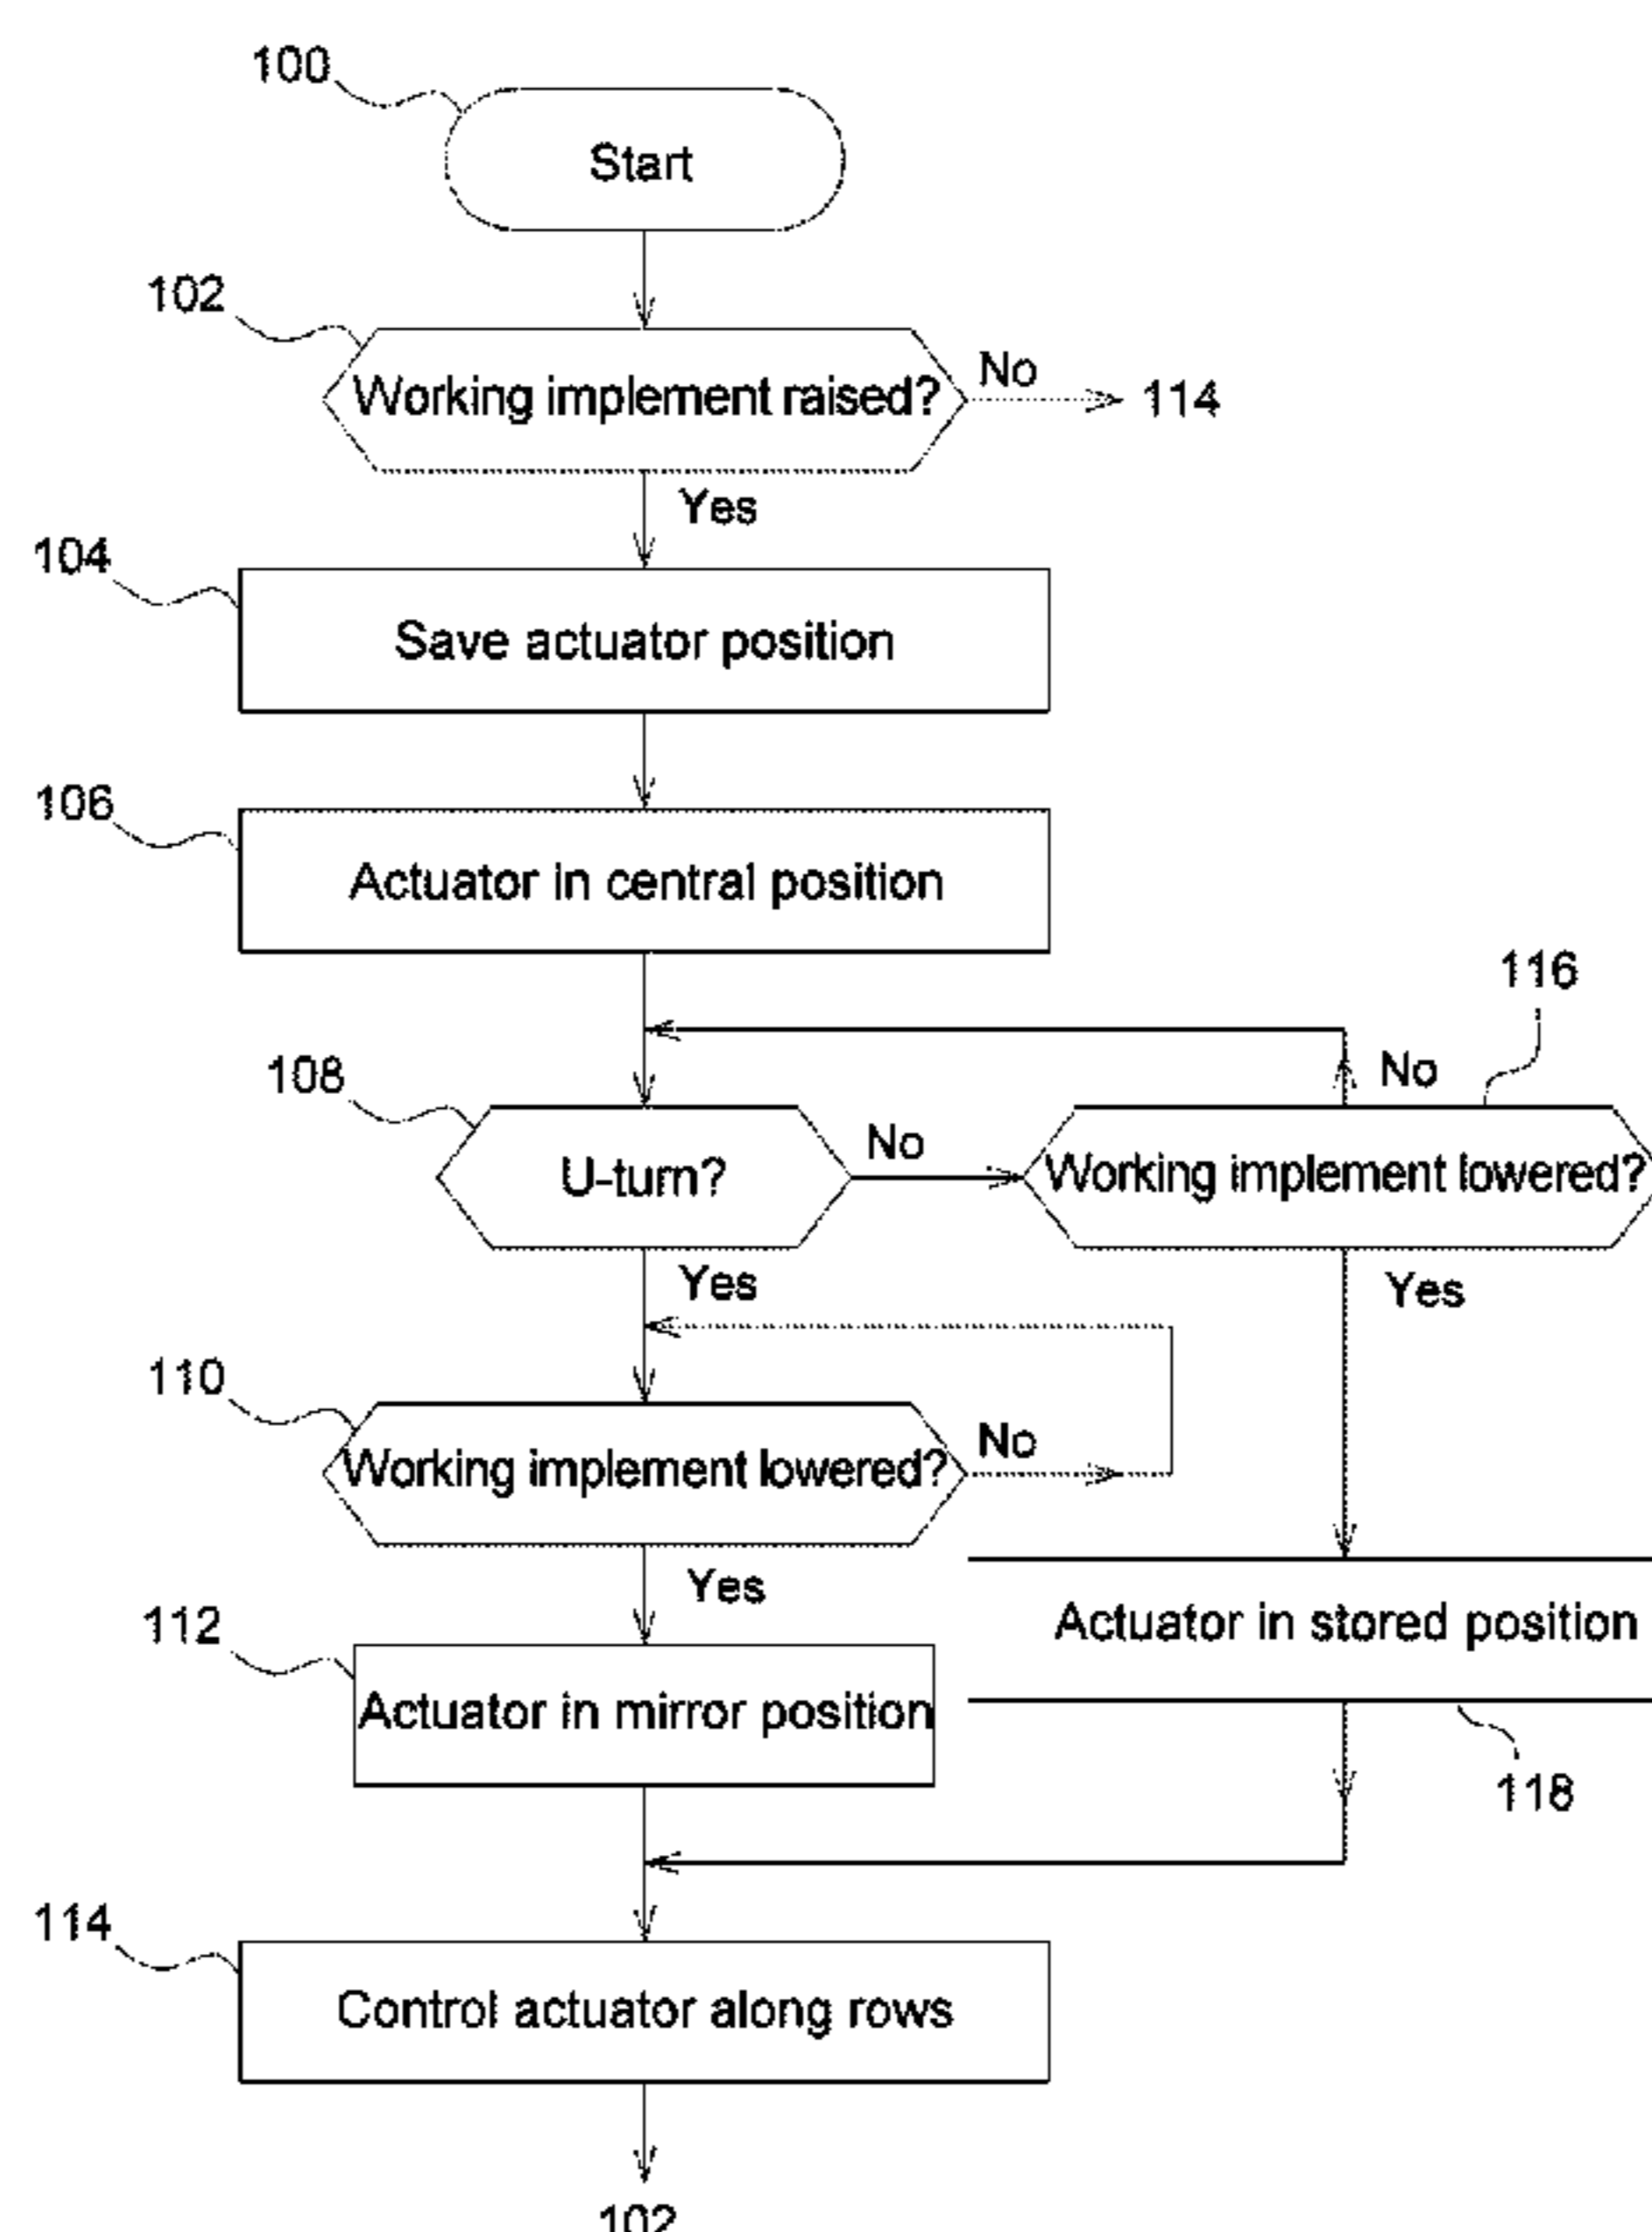 100
Start
102
Working implement raised?
No
114
Yes
104
Save actuator position
106
Actuator in central position
116
No
108
U-turn?
No
Working implement lowered?
Yes
Yes
110
Working implement lowered?
No
Yes
112
Actuator in mirror position
Actuator in stored position
118
114
Control actuator along rows
102